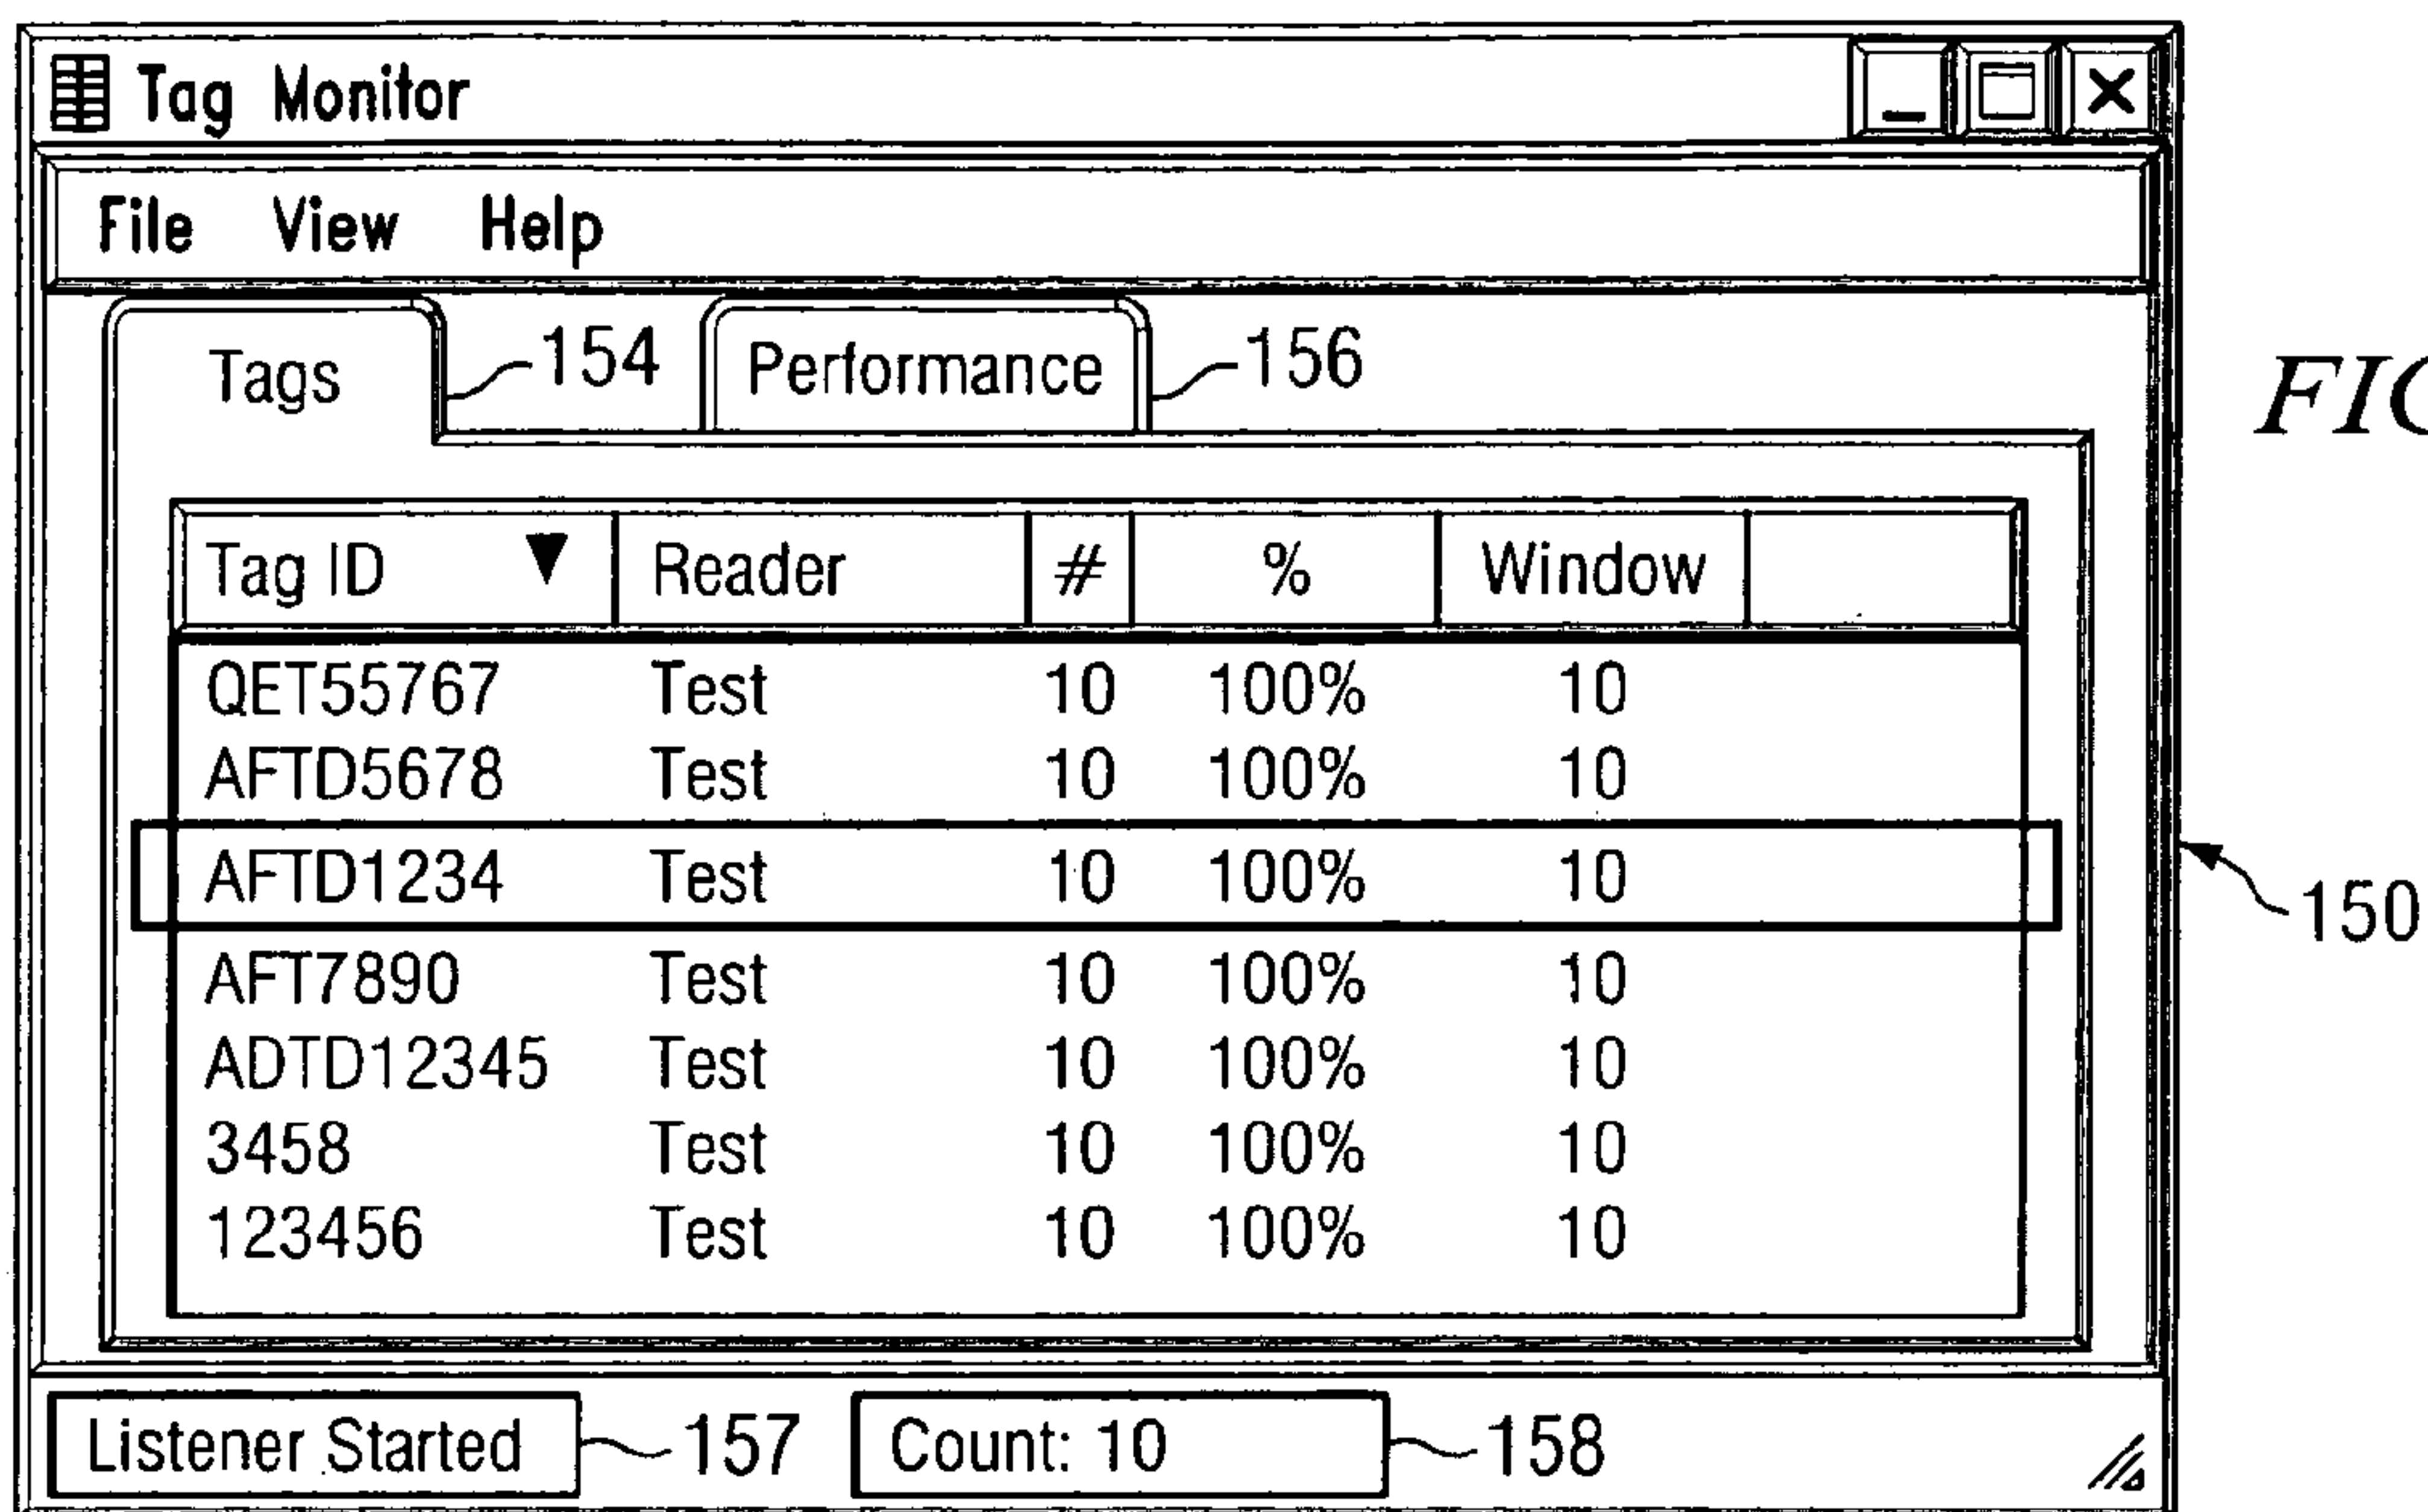 Tag Monitor
File View Help
Tags 154 Performance 156
Tag ID Reader # % Window
QET55767 Test 10 100% 10
AFTD5678 Test 10 100% 10
AFTD1234 Test 10 100% 10
150
AFT7890 Test 10 100% 10
ADTD12345 Test 10 100% 10
3458 Test 10 100% 10
123456 Test 10 100% 10
Listener Started 157 Count: 10 158